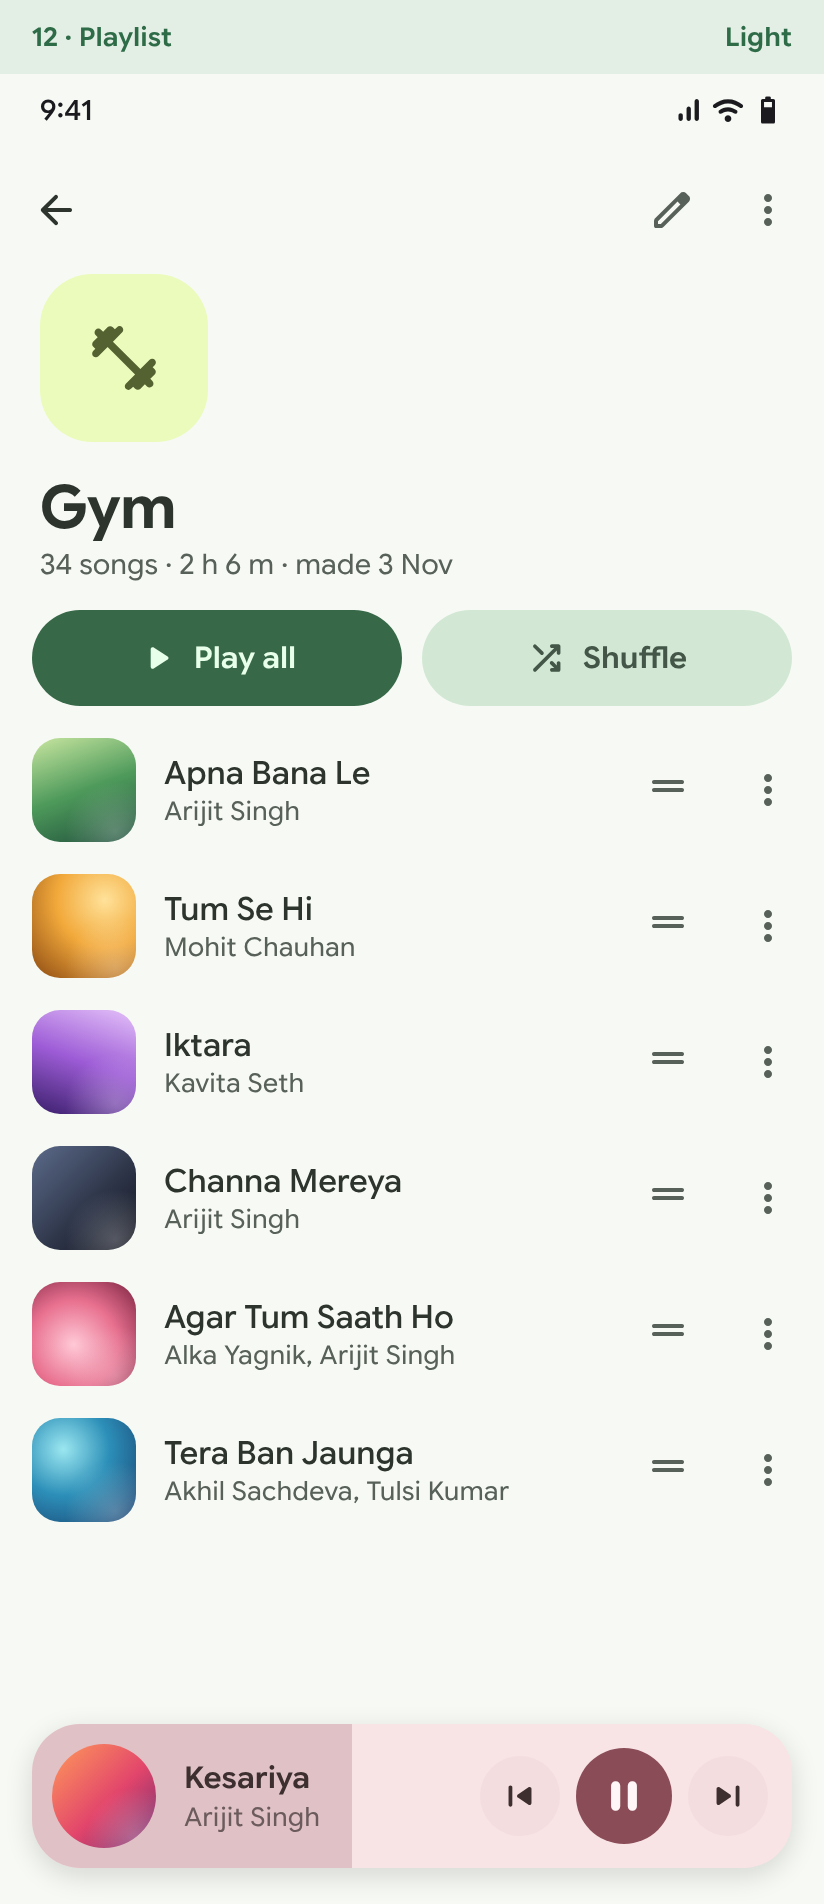 12 · Playlist
Light
9:41
Gym
34 songs · 2 h 6 m · made 3 Nov
Play all
Shuffle
Apna Bana Le
Arijit Singh
Tum Se Hi
Mohit Chauhan
Iktara
Kavita Seth
Channa Mereya
Arijit Singh
Agar Tum Saath Ho
Alka Yagnik, Arijit Singh
Tera Ban Jaunga
Akhil Sachdeva, Tulsi Kumar
Kesariya
Arijit Singh